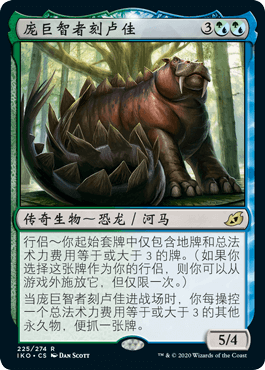 庞巨智者刻卢佳 3
传奇生物～恐龙／河马
行侣～你起始套牌中仅包含地牌和总法
术力费用等于或大于 3 的牌。（如果你
选择这张牌作为你的行侣，则你可以从
游戏外施放它，但仅限一次。）
当庞巨智者刻卢佳进战场时，你每操控
一个总法术力费用等于或大于 3 的其他
永久物，便抓一张牌。
5/4
225/274 R
IKO • CS DAN SCOTT
™ & © 2020 Wizards of the Coast